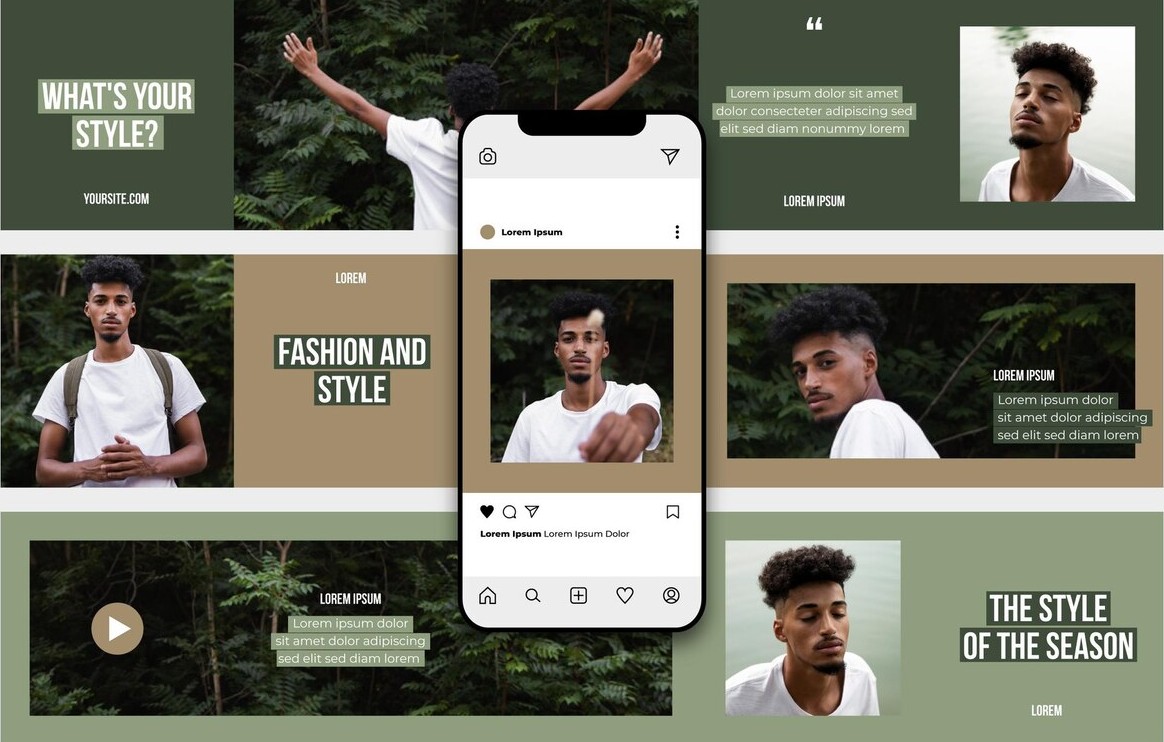 WHAT'S YOUR
STYLE?
YOURSITE.COM
“
Lorem ipsum dolor sit amet
dolor consecteter adipiscing sed
elit sed diam nonummy lorem
LOREM IPSUM
Lorem Ipsum
LOREM
FASHION AND
STYLE
LOREM IPSUM
Lorem ipsum dolor
sit amet dolor adipiscing
sed elit sed diam lorem
Lorem Ipsum Lorem Ipsum Dolor
LOREM IPSUM
Lorem ipsum dolor
sit amet dolor adipiscing
sed elit sed diam lorem
THE STYLE
OF THE SEASON
LOREM